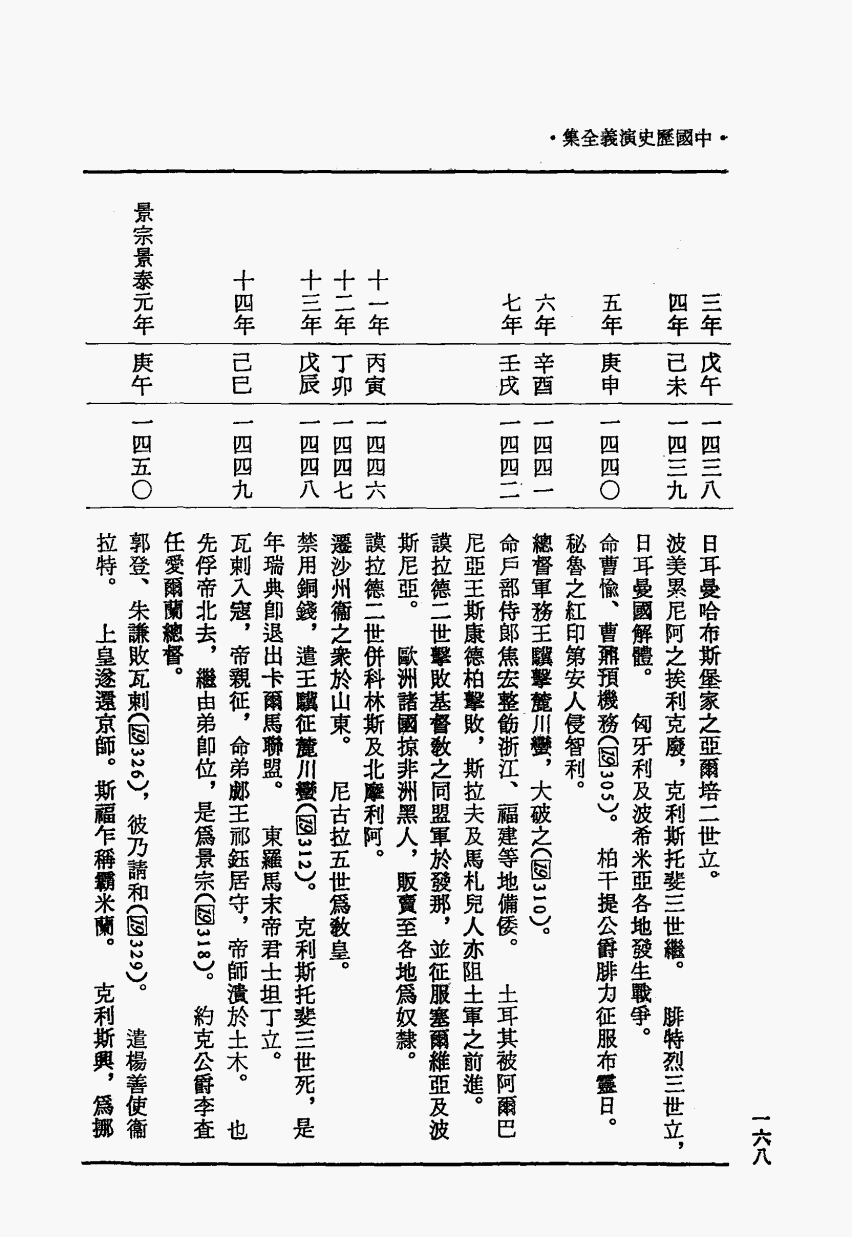 ·中國歷史演義全集·
三年 戊午 一四三八 日耳曼哈布斯堡家之亞爾培二世立。
四年 己未 一四三九 波美累尼阿之挨利克廢，克利斯托斐三世繼。 腓特烈三世立，
日耳曼國解體。 匈牙利及波希米亞各地發生戰爭。
五年 庚申 一四四〇 命曹愉、曹鼐預機務(19305)。 柏干提公爵腓力征服布靈日。
秘魯之紅印第安人侵智利。
六年 辛酉 一四四一 總督軍務王驥擊麓川蠻，大破之(19310)。
七年 壬戌 一四四二 命戶部侍郎焦宏整飭浙江、福建等地備倭。 土耳其被阿爾巴
尼亞王斯康德柏擊敗，斯拉夫及馬札兒人亦阻土軍之前進。
謨拉德二世擊敗基督教之同盟軍於發那，並征服塞爾維亞及波
斯尼亞。 歐洲諸國掠非洲黑人，販賣至各地爲奴隸。
十一年 丙寅 一四四六 謨拉德二世併科林斯及北摩利阿。
十二年 丁卯 一四四七 遷沙州衞之衆於山東。 尼古拉五世爲教皇。
十三年 戊辰 一四四八 禁用銅錢，遣王驥征麓川蠻(19312)。 克利斯托斐三世死，是
年瑞典卽退出卡爾馬聯盟。 東羅馬末帝君士坦丁立。
十四年 己巳 一四四九 瓦剌入寇，帝親征，命弟郕王祁鈺居守，帝師潰於土木。 也
先俘帝北去，繼由弟卽位，是爲景宗(19318)。 約克公爵李查
任愛爾蘭總督。
景宗景泰元年 庚午 一四五〇 郭登、朱謙敗瓦剌(19326)，彼乃請和(19329)。 遣楊善使衞
拉特。 上皇遂還京師。斯福乍稱霸米蘭。 克利斯興，爲挪
一六八